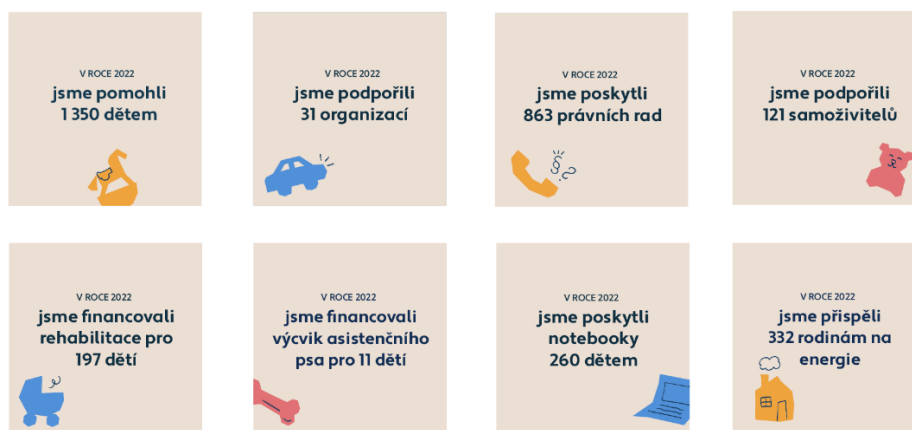 V ROCE 2022
jsme pomohli
1 350 dětem
V ROCE 2022
jsme podpořili
31 organizací
V ROCE 2022
jsme poskytli
863 právních rad
§?
V ROCE 2022
jsme podpořili
121 samoživitelů
V ROCE 2022
jsme financovali
rehabilitace pro
197 dětí
V ROCE 2022
jsme financovali
výcvik asistenčního
psa pro 11 dětí
V ROCE 2022
jsme poskytli
notebooky
260 dětem
V ROCE 2022
jsme přispěli
332 rodinám na
energie